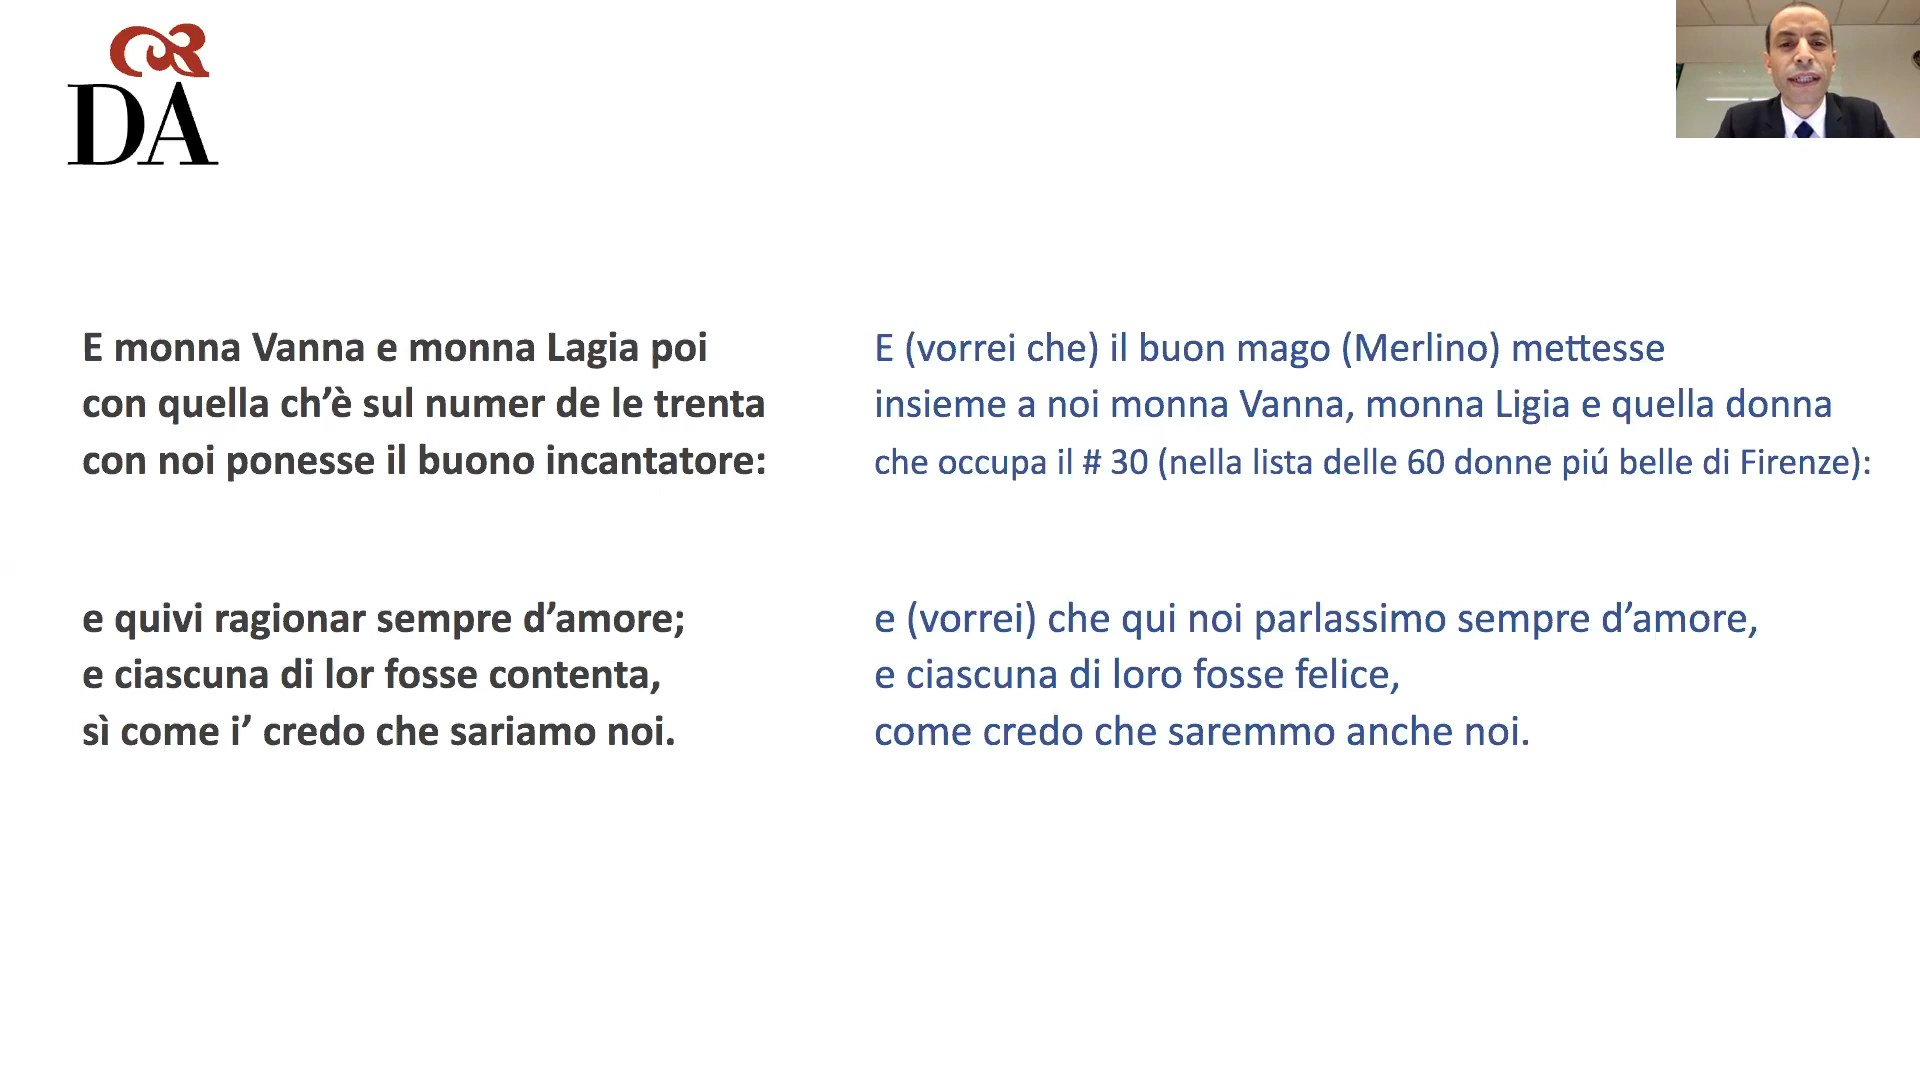 DA
E monna Vanna e monna Lagia poi
con quella ch’è sul numer de le trenta
con noi ponesse il buono incantatore:
e quivi ragionar sempre d’amore;
e ciascuna di lor fosse contenta,
sì come i’ credo che sariamo noi.
E (vorrei che) il buon mago (Merlino) mettesse
insieme a noi monna Vanna, monna Ligia e quella donna
che occupa il # 30 (nella lista delle 60 donne piú belle di Firenze):
e (vorrei) che qui noi parlassimo sempre d’amore,
e ciascuna di loro fosse felice,
come credo che saremmo anche noi.